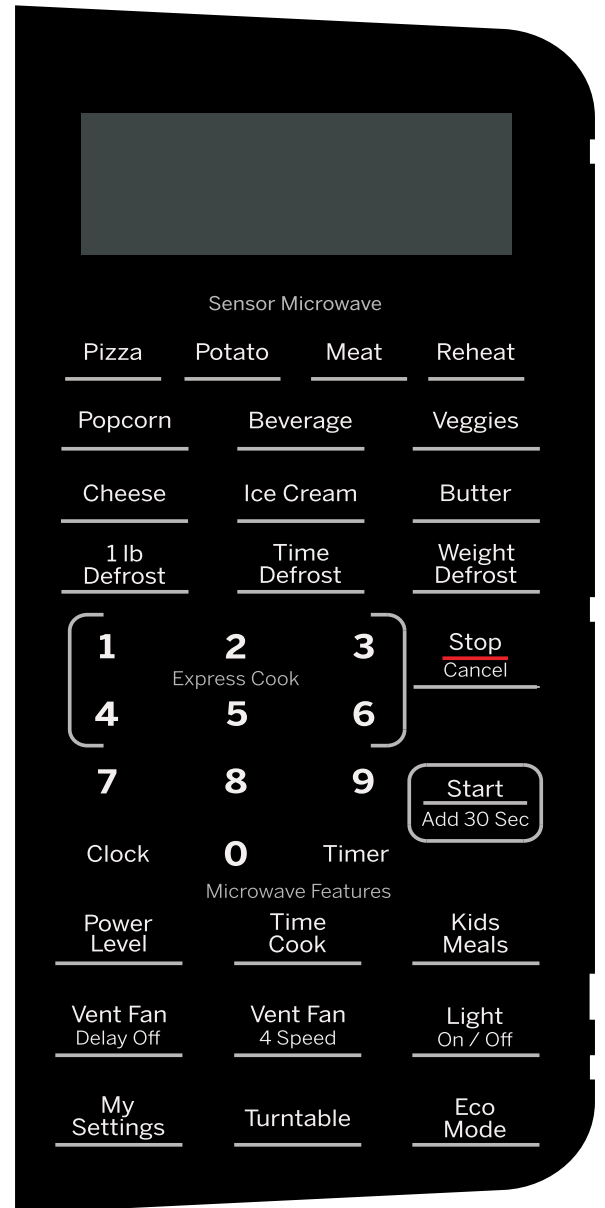 Sensor Microwave
Pizza Potato Meat Reheat
Popcorn Beverage Veggies
Cheese Ice Cream Butter
1 lb Time Weight
Defrost Defrost Defrost
1 2 3 Stop
Express Cook Cancel
4 5 6
7 8 9 Start
Add 30 Sec
Clock 0 Timer
Microwave Features
Power Time Kids
Level Cook Meals
Vent Fan Vent Fan Light
Delay Off 4 Speed On / Off
My Turntable Eco
Settings Mode